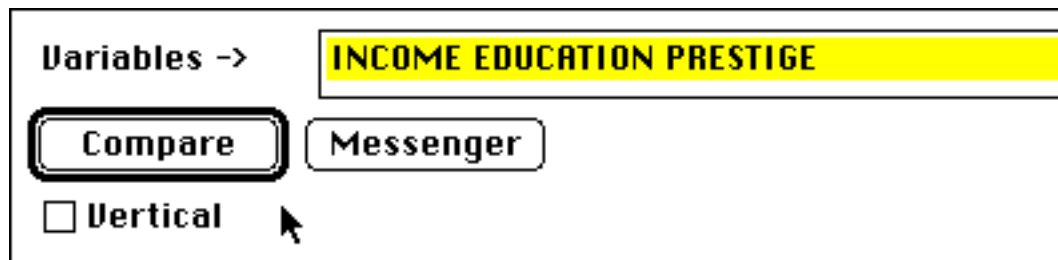 Variables -> INCOME EDUCATION PRESTIGE
Compare Messenger
Vertical